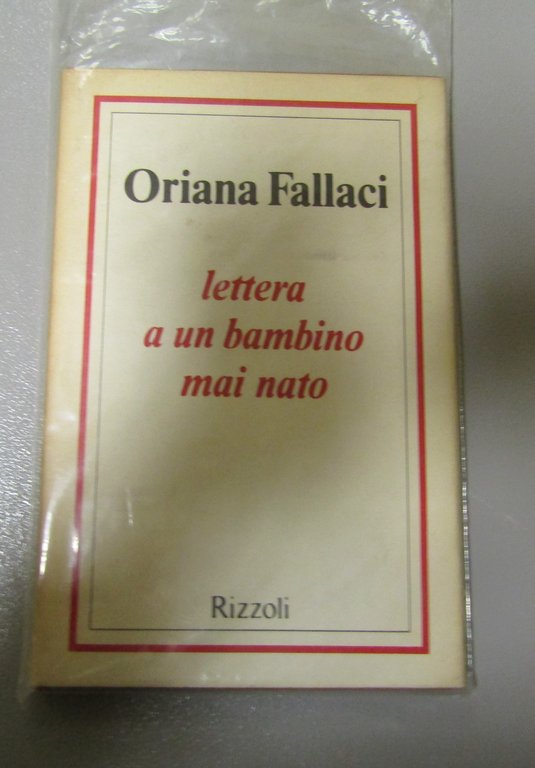 Oriana Fallaci
lettera
a un bambino
mai nato
Rizzoli